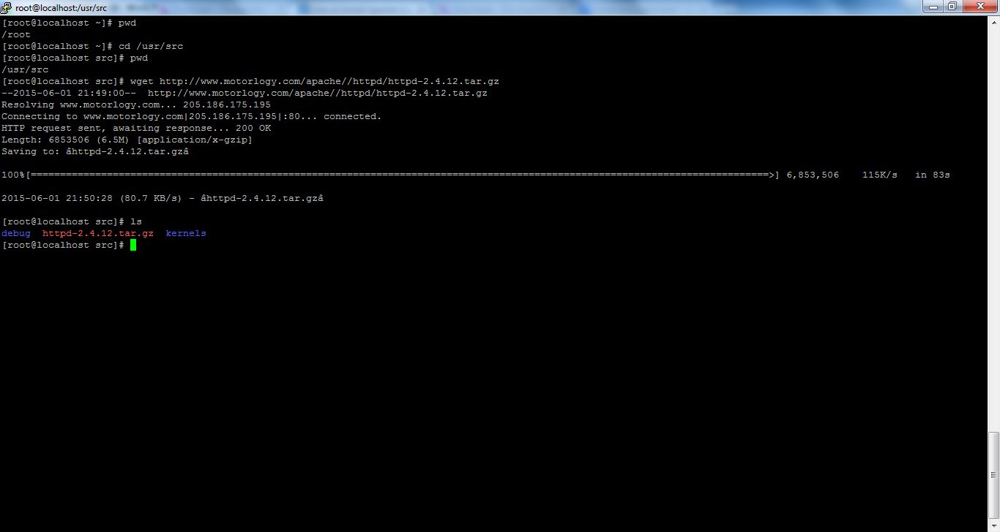 root@localhost:/usr/src
[root@localhost ~]# pwd
/root
[root@localhost ~]# cd /usr/src
[root@localhost src]# pwd
/usr/src
[root@localhost src]# wget http://www.motorlogy.com/apache//httpd/httpd-2.4.12.tar.gz
--2015-06-01 21:49:00--  http://www.motorlogy.com/apache//httpd/httpd-2.4.12.tar.gz
Resolving www.motorlogy.com... 205.186.175.195
Connecting to www.motorlogy.com|205.186.175.195|:80... connected.
HTTP request sent, awaiting response... 200 OK
Length: 6853506 (6.5M) [application/x-gzip]
Saving to: âhttpd-2.4.12.tar.gzâ
100%[==============================================================================================================================>] 6,853,506    115K/s   in 83s
2015-06-01 21:50:28 (80.7 KB/s) - âhttpd-2.4.12.tar.gzâ
[root@localhost src]# ls
debug  httpd-2.4.12.tar.gz  kernels
[root@localhost src]#